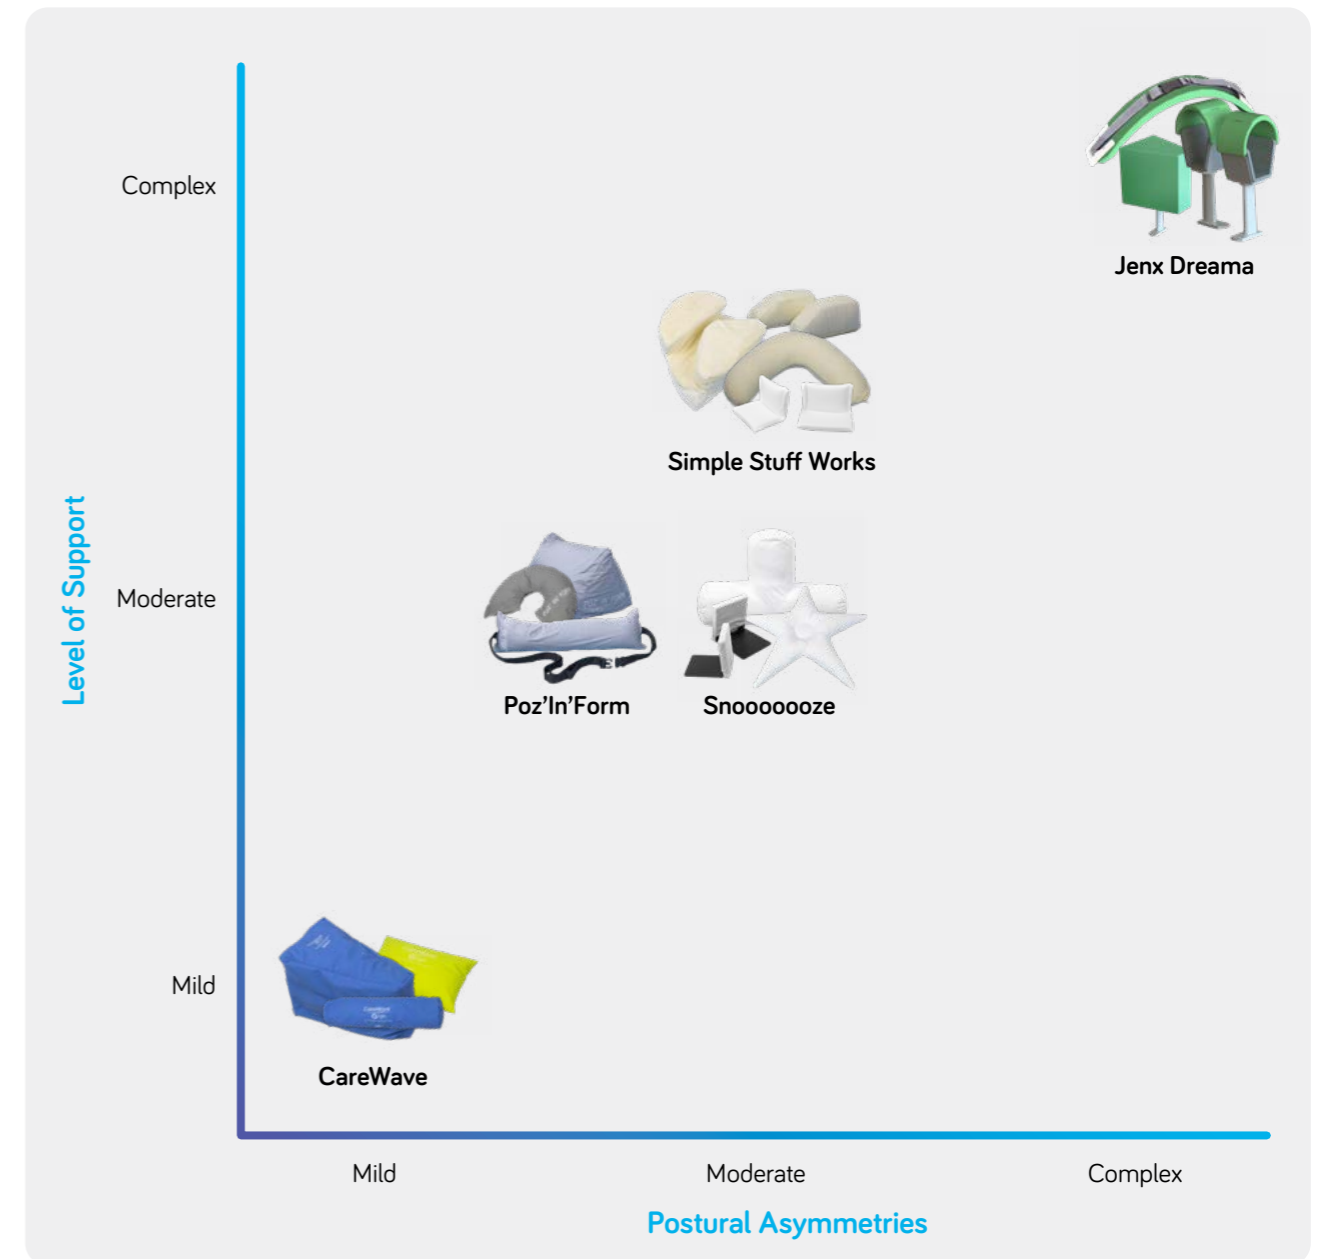 Complex
Jenx Dreama
Simple Stuff Works
Level of Support
Moderate
Poz'In'Form
Snooooooze
Mild
CareWave
Mild
Moderate
Complex
Postural Asymmetries